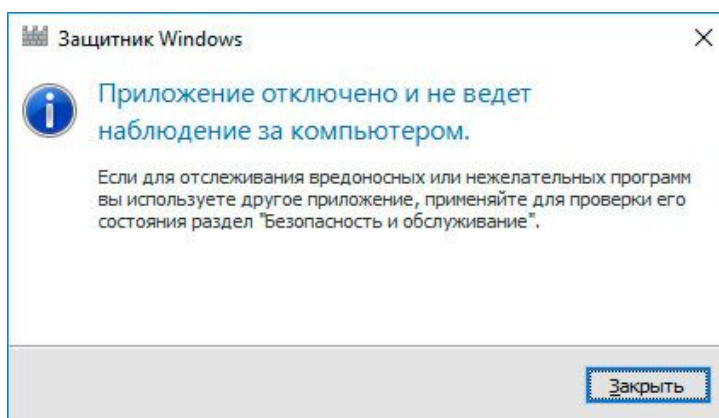 Защитник Windows
Приложение отключено и не ведет
наблюдение за компьютером.
Если для отслеживания вредоносных или нежелательных программ
вы используете другое приложение, применяйте для проверки его
состояния раздел "Безопасность и обслуживание".
Закрыть